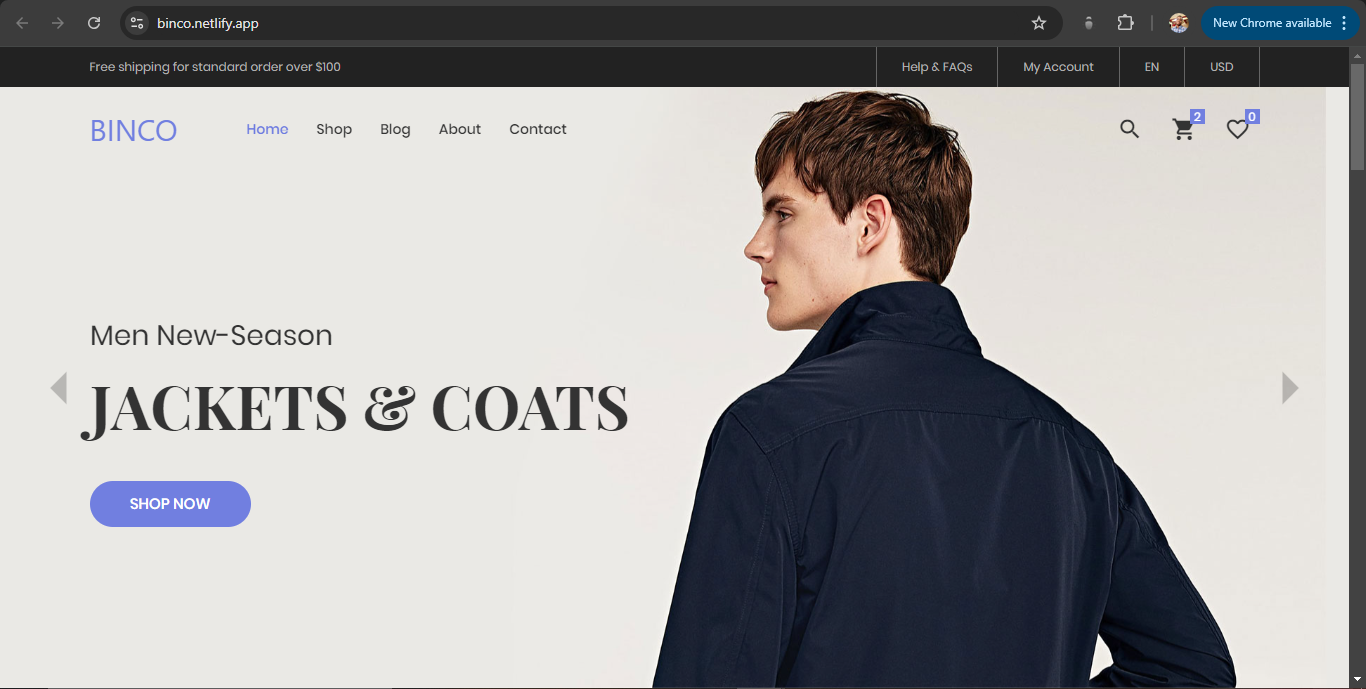 binco.netlify.app
New Chrome available
Free shipping for standard order over $100
Help & FAQs
My Account
EN
USD
BINCO
Home
Shop
Blog
About
Contact
2
0
Men New-Season
JACKETS & COATS
SHOP NOW